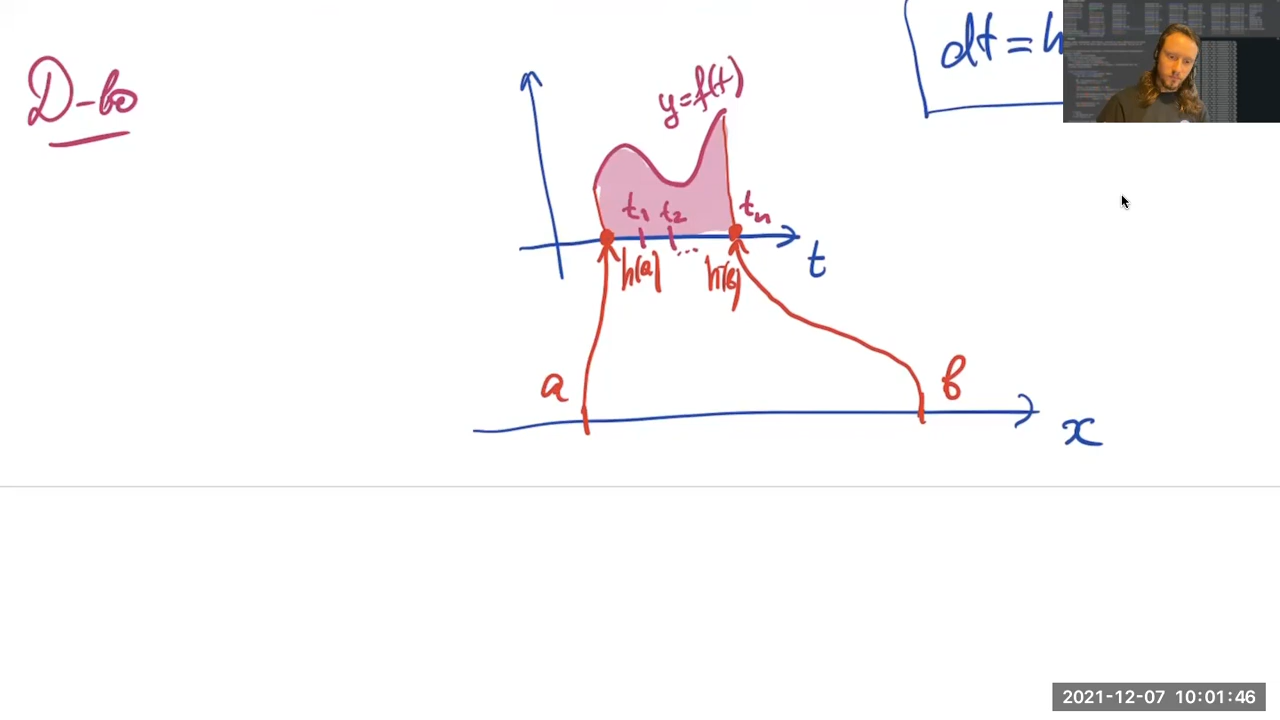 dt=h
Д-во
y=f(t)
t₁ t₂ ... tₙ
h(a) h(в)
t
a в
x
2021-12-07 10:01:46